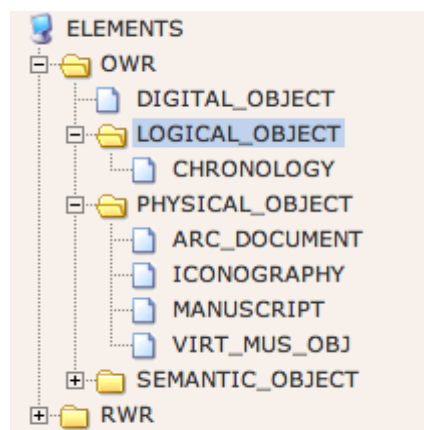 ELEMENTS
OWR
DIGITAL_OBJECT
LOGICAL_OBJECT
CHRONOLOGY
PHYSICAL_OBJECT
ARC_DOCUMENT
ICONOGRAPHY
MANUSCRIPT
VIRT_MUS_OBJ
SEMANTIC_OBJECT
RWR